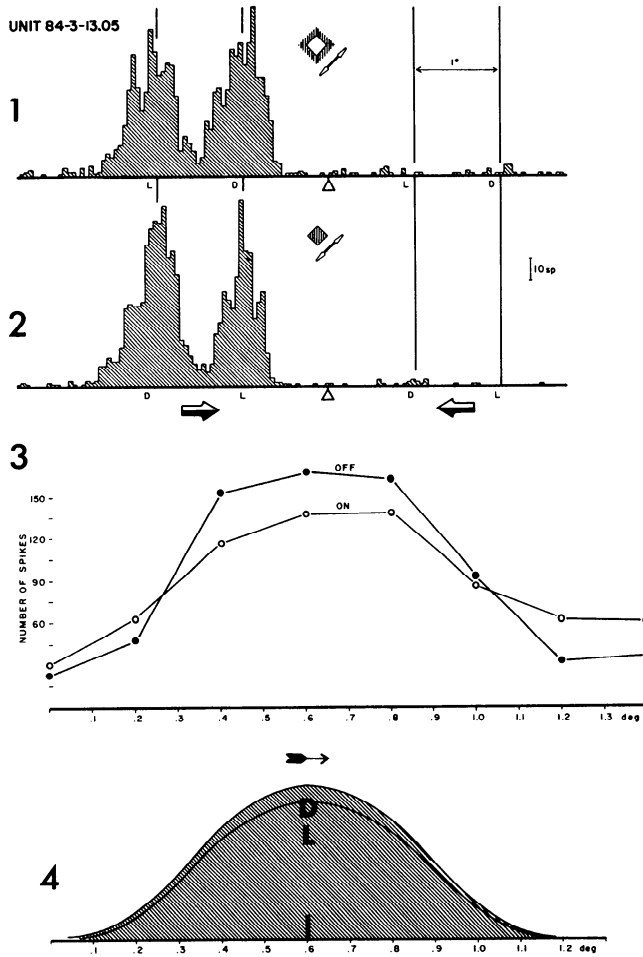 UNIT 84-3-13.05
1
1°
L D L D
2
10 sp
D L D L
3
NUMBER OF SPIKES
150
120
90
60
OFF
ON
.1 .2 .3 .4 .5 .6 .7 .8 .9 1.0 1.1 1.2 1.3 deg
4
D
L
.1 .2 .3 .4 .5 .6 .7 .8 .9 1.0 1.1 1.2 deg